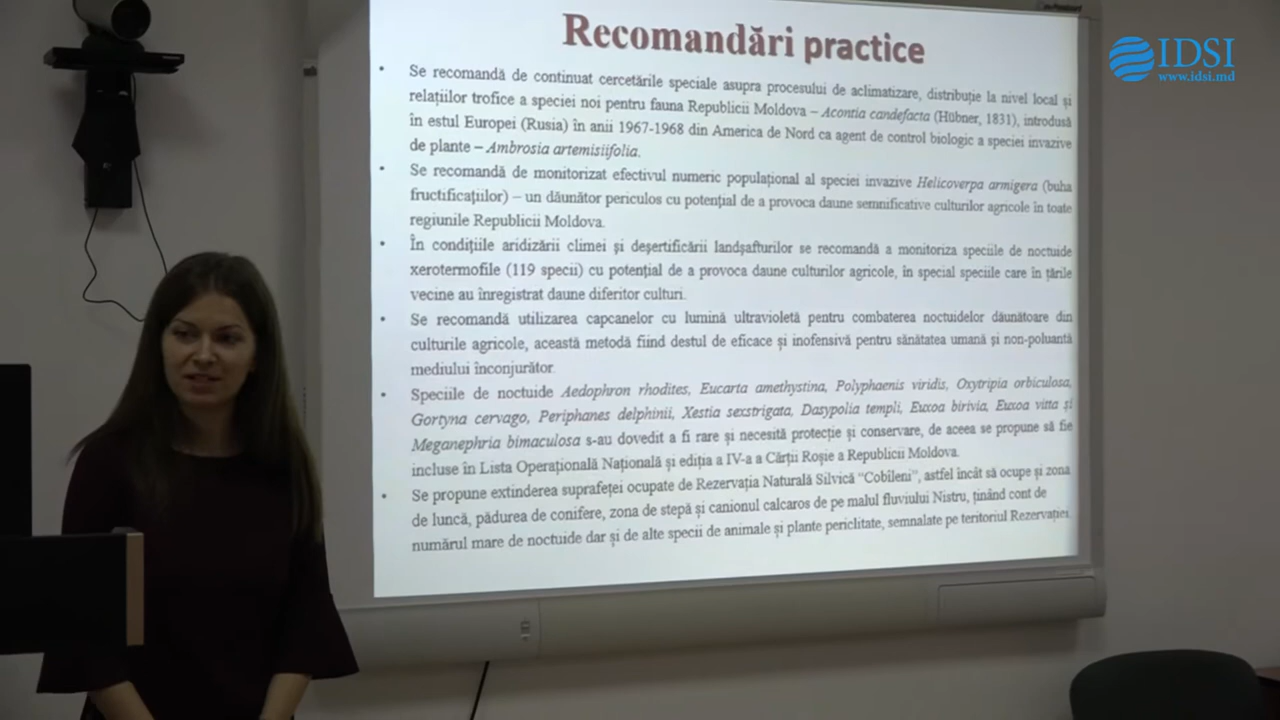 Recomandări practice
IDSI
www.idsi.md
• Se recomandă de continuat cercetările speciale asupra procesului de aclimatizare, distribuție la nivel local și
relațiilor trofice a speciei noi pentru fauna Republicii Moldova – Acontia candefacta (Hübner, 1831), introdusă
în estul Europei (Rusia) în anii 1967-1968 din America de Nord ca agent de control biologic a speciei invazive
de plante – Ambrosia artemisiifolia.
• Se recomandă de monitorizat efectivul numeric populațional al speciei invazive Helicoverpa armigera (buha
fructificațiilor) – un dăunător periculos cu potențial de a provoca daune semnificative culturilor agricole în toate
regiunile Republicii Moldova.
• În condițiile aridizării climei și deșertificării landșafturilor se recomandă a monitoriza speciile de noctuide
xerotermofile (119 specii) cu potențial de a provoca daune culturilor agricole, în special speciile care în țările
vecine au înregistrat daune diferitor culturi.
• Se recomandă utilizarea capcanelor cu lumină ultravioletă pentru combaterea noctuidelor dăunătoare din
culturile agricole, această metodă fiind destul de eficace și inofensivă pentru sănătatea umană și non-poluantă
mediului înconjurător.
• Speciile de noctuide Aedophron rhodites, Eucarta amethystina, Polyphaenis viridis, Oxytripia orbiculosa,
Gortyna cervago, Periphanes delphinii, Xestia sexstrigata, Dasypolia templi, Euxoa birivia, Euxoa vitta și
Meganephria bimaculosa s-au dovedit a fi rare și necesită protecție și conservare, de aceea se propune să fie
incluse în Lista Operațională Națională și ediția a IV-a a Cărții Roșie a Republicii Moldova.
• Se propune extinderea suprafeței ocupate de Rezervația Naturală Silvică “Cobîleni”, astfel încât să ocupe și zona
de luncă, pădurea de conifere, zona de stepă și canionul calcaros de pe malul fluviului Nistru, ținând cont de
numărul mare de noctuide dar și de alte specii de animale și plante periclitate, semnalate pe teritoriul Rezervației.